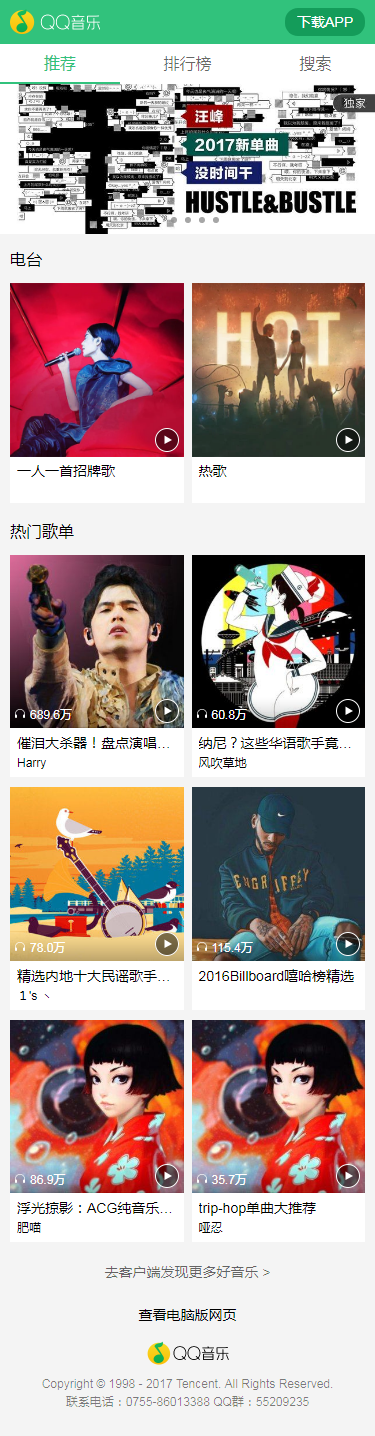 QQ音乐
下载APP
推荐
排行榜
搜索
独家
汪峰
2017新单曲
没时间干
HUSTLE&BUSTLE
电台
HOT
一人一首招牌歌
热歌
热门歌单
689.6万
60.8万
催泪大杀器！盘点演唱…
纳尼？这些华语歌手竟…
Harry
风吹草地
78.0万
115.4万
精选内地十大民谣歌手…
2016Billboard嘻哈榜精选
１'s ヽ
86.9万
35.7万
浮光掠影：ACG纯音乐…
trip-hop单曲大推荐
肥喵
哑忍
去客户端发现更多好音乐 >
查看电脑版网页
QQ音乐
Copyright © 1998 - 2017 Tencent. All Rights Reserved.
联系电话：0755-86013388 QQ群：55209235